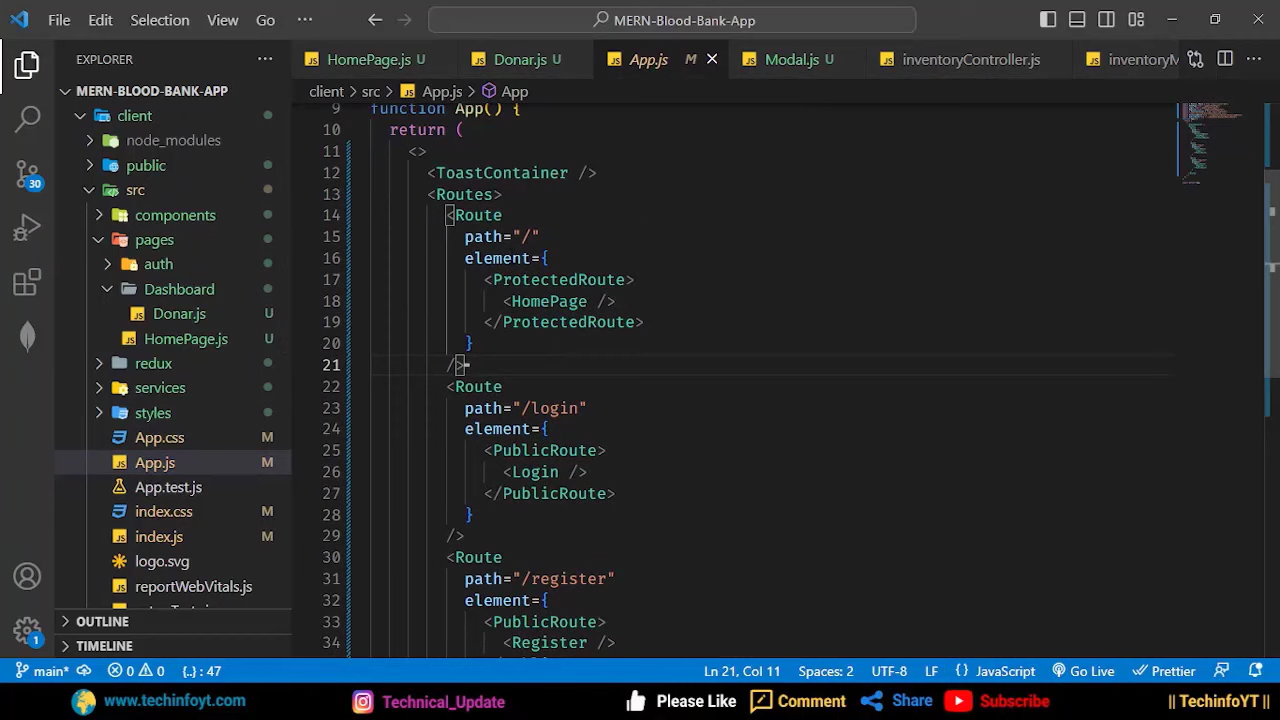 File Edit Selection View Go ··· MERN-Blood-Bank-App
EXPLORER ···
HomePage.js U Donar.js U App.js M Modal.js U inventoryController.js inventoryM ···
MERN-BLOOD-BANK-APP
client
node_modules
public
src
components
pages
auth
Dashboard
Donar.js U
HomePage.js U
redux
services
styles
App.css M
App.js M
App.test.js
index.css M
index.js M
logo.svg
reportWebVitals.js
OUTLINE
TIMELINE
30
1
client > src > App.js > App
9 function App() {
10 return (
11 <>
12 <ToastContainer />
13 <Routes>
14 <Route
15 path="/"
16 element={
17 <ProtectedRoute>
18 <HomePage />
19 </ProtectedRoute>
20 }
21 />
22 <Route
23 path="/login"
24 element={
25 <PublicRoute>
26 <Login />
27 </PublicRoute>
28 }
29 />
30 <Route
31 path="/register"
32 element={
33 <PublicRoute>
34 <Register />
main* 0 0 {..} : 47 Ln 21, Col 11 Spaces: 2 UTF-8 LF {} JavaScript Go Live Prettier
www.techinfoyt.com Technical_Update Please Like Comment Share Subscribe || TechinfoYT ||